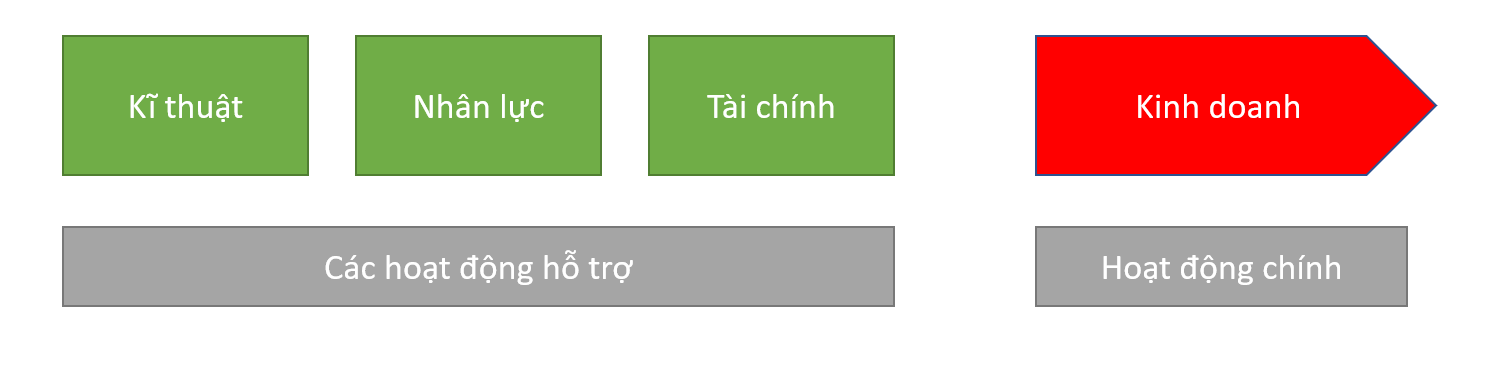 Kĩ thuật
Nhân lực
Tài chính
Kinh doanh
Các hoạt động hỗ trợ
Hoạt động chính